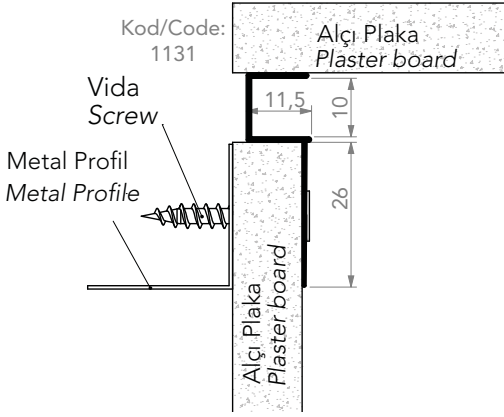 Kod/Code:
1131
Alçı Plaka
Plaster board
Vida
Screw
11,5
10
Metal Profil
Metal Profile
26
Alçı Plaka
Plaster board